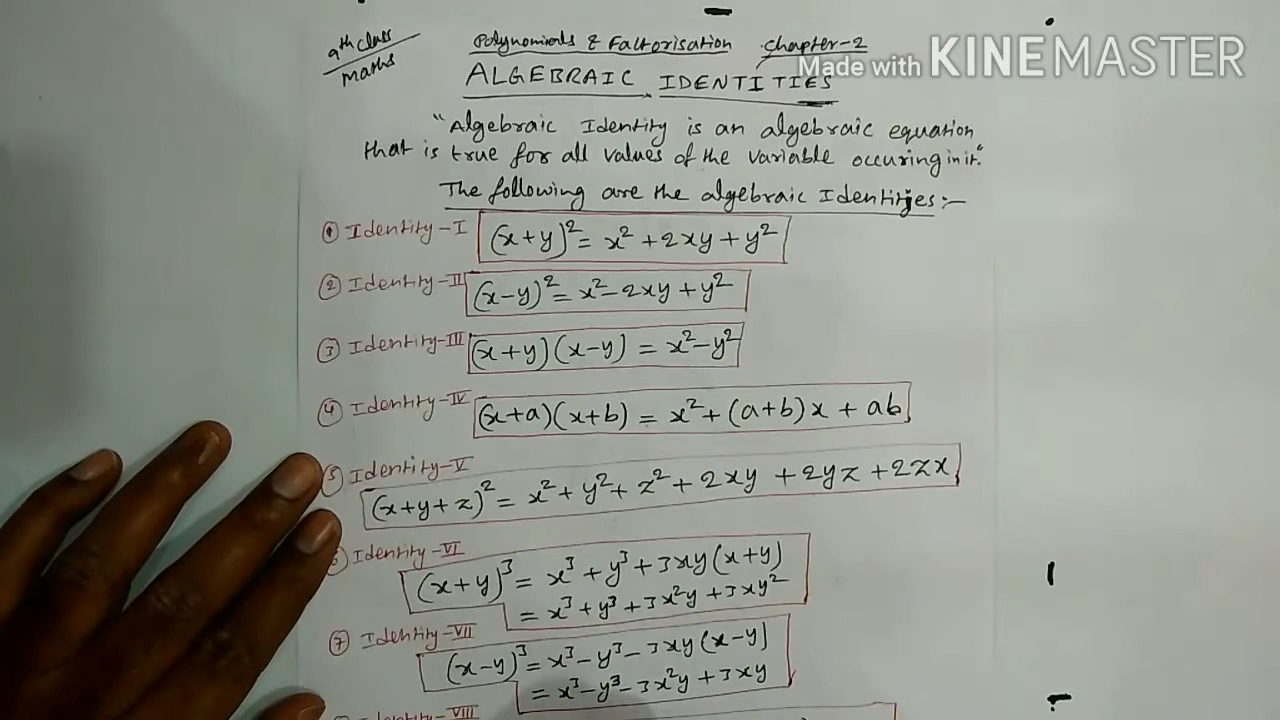 9th class
maths
Polynomials & Factorisation Chapter-2
Made with KINEMASTER
ALGEBRAIC IDENTITIES
"Algebraic Identity is an algebraic equation
that is true for all values of the variable occuring in it."
The following are the algebraic Identities:-
① Identity-I (x+y)² = x² + 2xy + y²
② Identity-II (x-y)² = x² - 2xy + y²
③ Identity-III (x+y)(x-y) = x² - y²
④ Identity-IV (x+a)(x+b) = x² + (a+b)x + ab
⑤ Identity-V
(x+y+z)² = x² + y² + z² + 2xy + 2yz + 2zx
⑥ Identity-VI
(x+y)³ = x³ + y³ + 3xy(x+y)
= x³ + y³ + 3x²y + 3xy²
⑦ Identity-VII
(x-y)³ = x³ - y³ - 3xy(x-y)
= x³ - y³ - 3x²y + 3xy
Identity-VIII